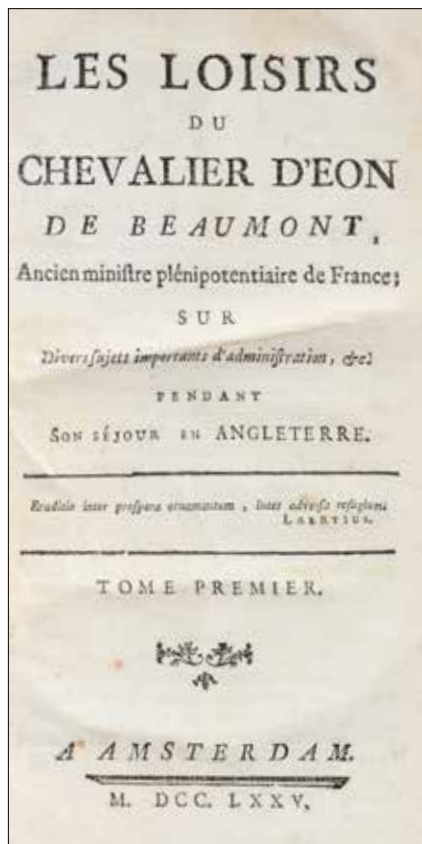 LES LOISIRS
DU
CHEVALIER D'EON
DE BEAUMONT,
Ancien miniſtre plénipotentiaire de France;
SUR
Divers ſujets importants d'adminiſtration, &c.
PENDANT
SON SÉJOUR EN ANGLETERRE.
Eruditio inter proſpera ornamentum, inter adverſa refugium.
LAERTIUS.
TOME PREMIER.
A AMSTERDAM.
M. DCC. LXXV.